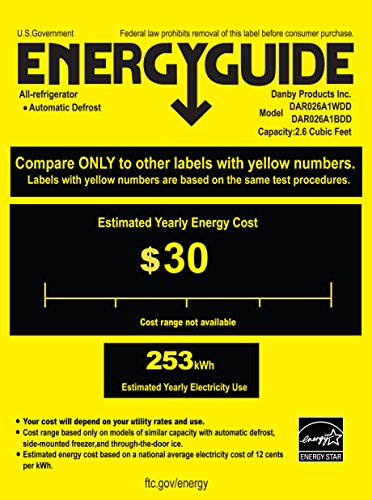 U.S.Government Federal law prohibits removal of this label before consumer purchase.
ENERGYGUIDE
All-refrigerator
• Automatic Defrost
Danby Products Inc.
Model DAR026A1WDD
DAR026A1BDD
Capacity:2.6 Cubic Feet
Compare ONLY to other labels with yellow numbers.
Labels with yellow numbers are based on the same test procedures.
Estimated Yearly Energy Cost
$30
Cost range not available
253kWh
Estimated Yearly Electricity Use
• Your cost will depend on your utility rates and use.
• Cost range based only on models of similar capacity with automatic defrost,
side-mounted freezer,and through-the-door ice.
• Estimated energy cost based on a national average electricity cost of 12 cents
per kWh.
ftc.gov/energy
energy
ENERGY STAR